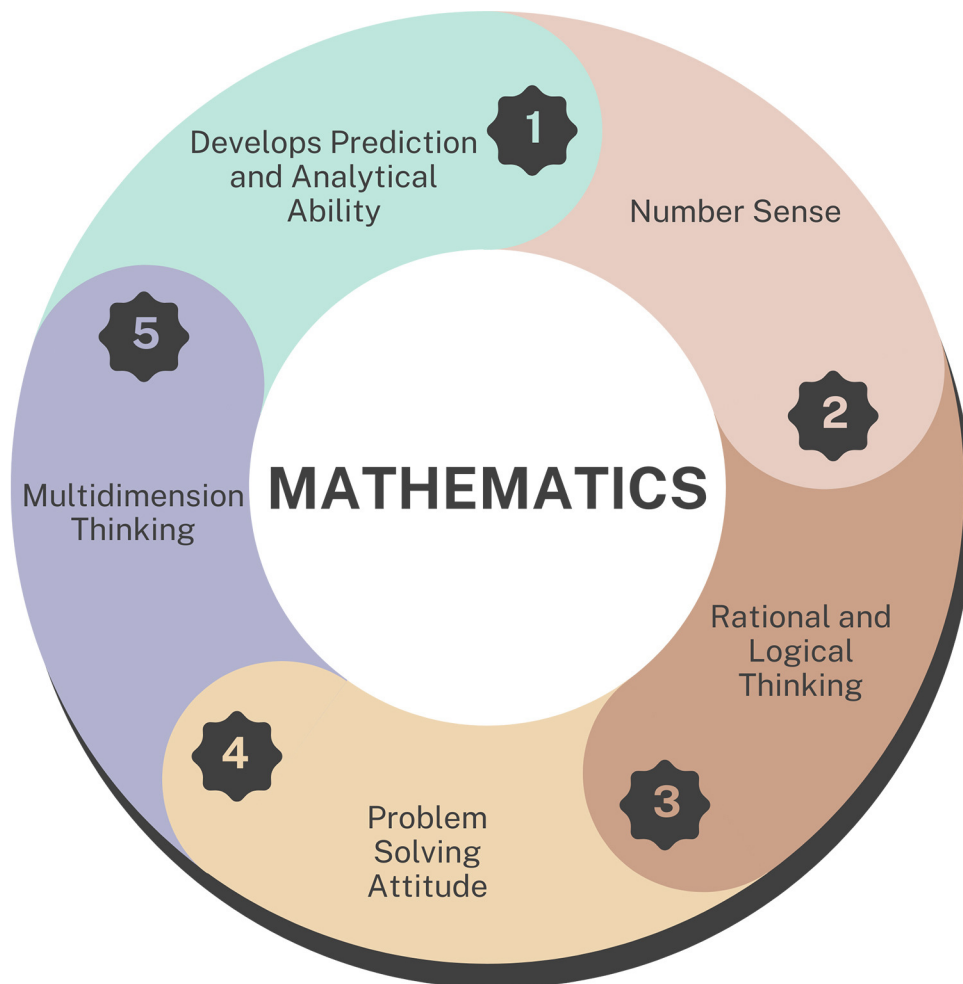 1
Develops Prediction
and Analytical
Ability
Number Sense
2
Rational and
Logical
Thinking
3
Problem
Solving
Attitude
4
Multidimension
Thinking
5
MATHEMATICS